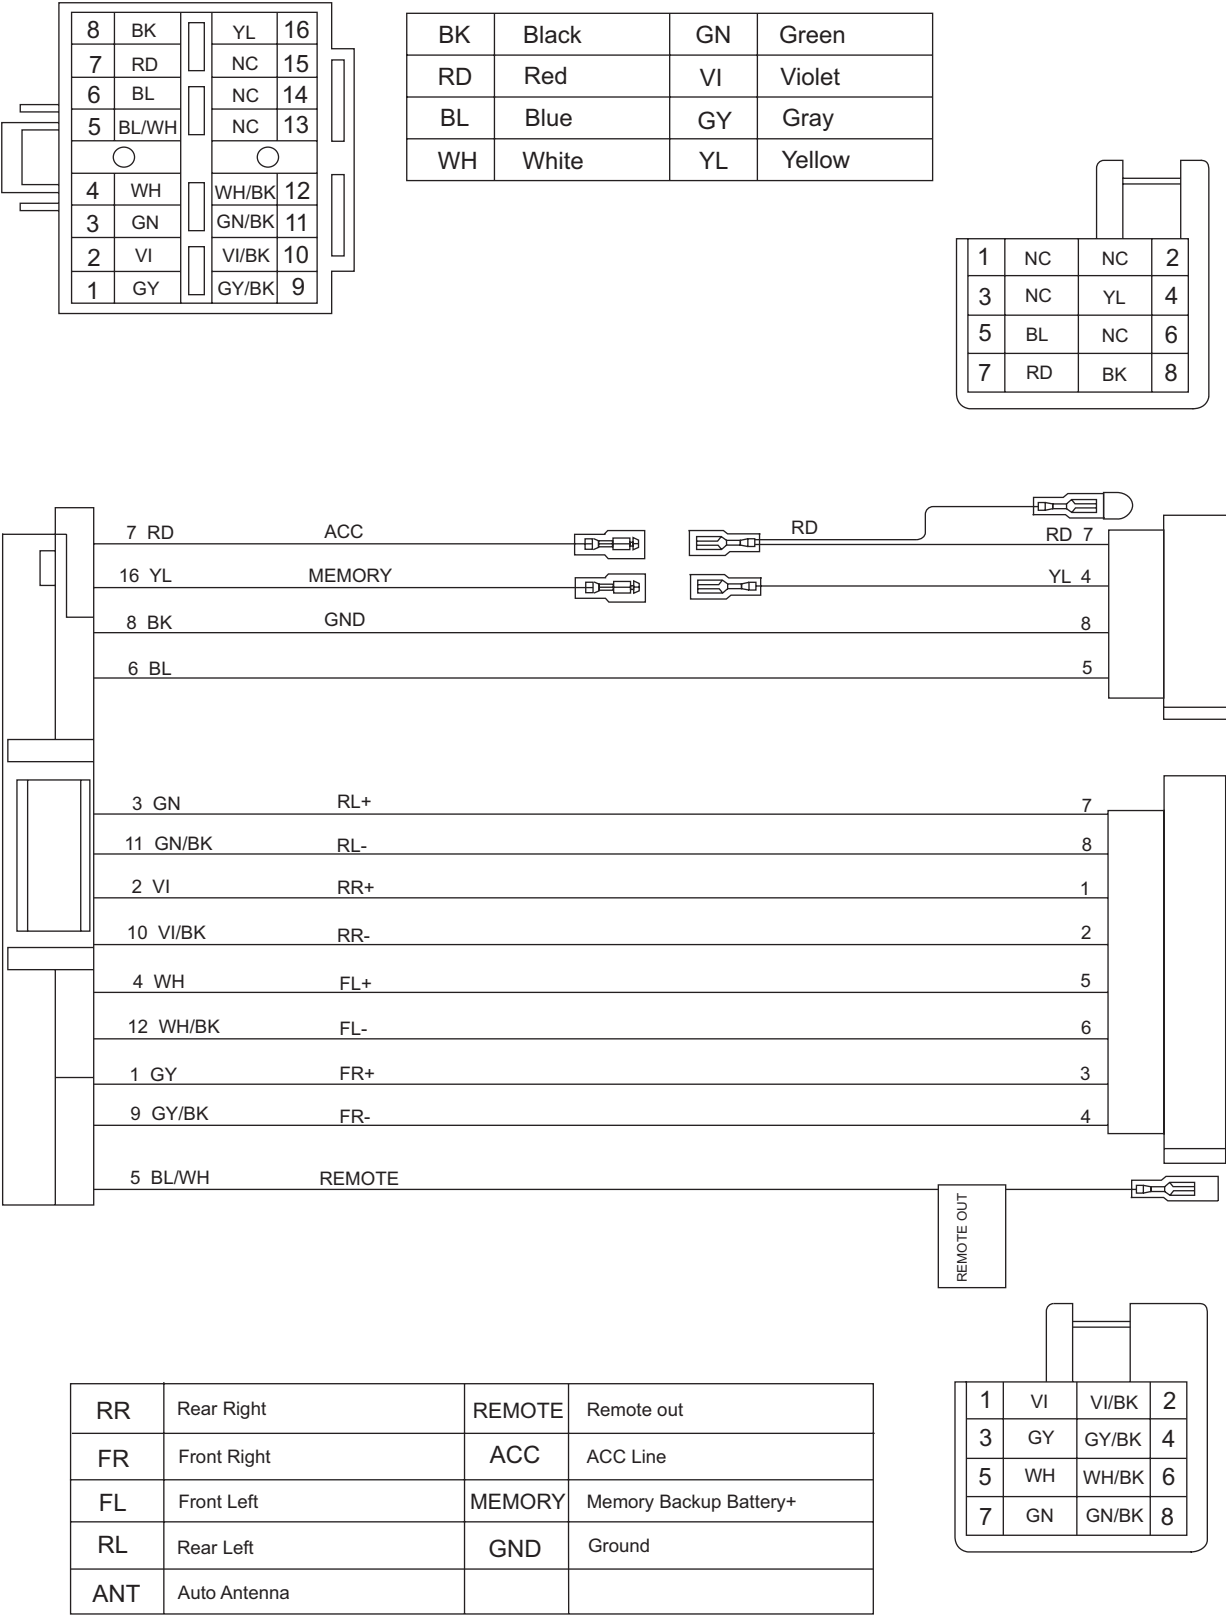 8 BK YL 16
7 RD NC 15
6 BL NC 14
5 BL/WH NC 13
4 WH WH/BK 12
3 GN GN/BK 11
2 VI VI/BK 10
1 GY GY/BK 9
BK Black GN Green
RD Red VI Violet
BL Blue GY Gray
WH White YL Yellow
1 NC NC 2
3 NC YL 4
5 BL NC 6
7 RD BK 8
7 RD ACC RD RD 7
16 YL MEMORY YL 4
8 BK GND 8
6 BL 5
3 GN RL+ 7
11 GN/BK RL- 8
2 VI RR+ 1
10 VI/BK RR- 2
4 WH FL+ 5
12 WH/BK FL- 6
1 GY FR+ 3
9 GY/BK FR- 4
5 BL/WH REMOTE
REMOTE OUT
RR Rear Right REMOTE Remote out
FR Front Right ACC ACC Line
FL Front Left MEMORY Memory Backup Battery+
RL Rear Left GND Ground
ANT Auto Antenna
1 VI VI/BK 2
3 GY GY/BK 4
5 WH WH/BK 6
7 GN GN/BK 8